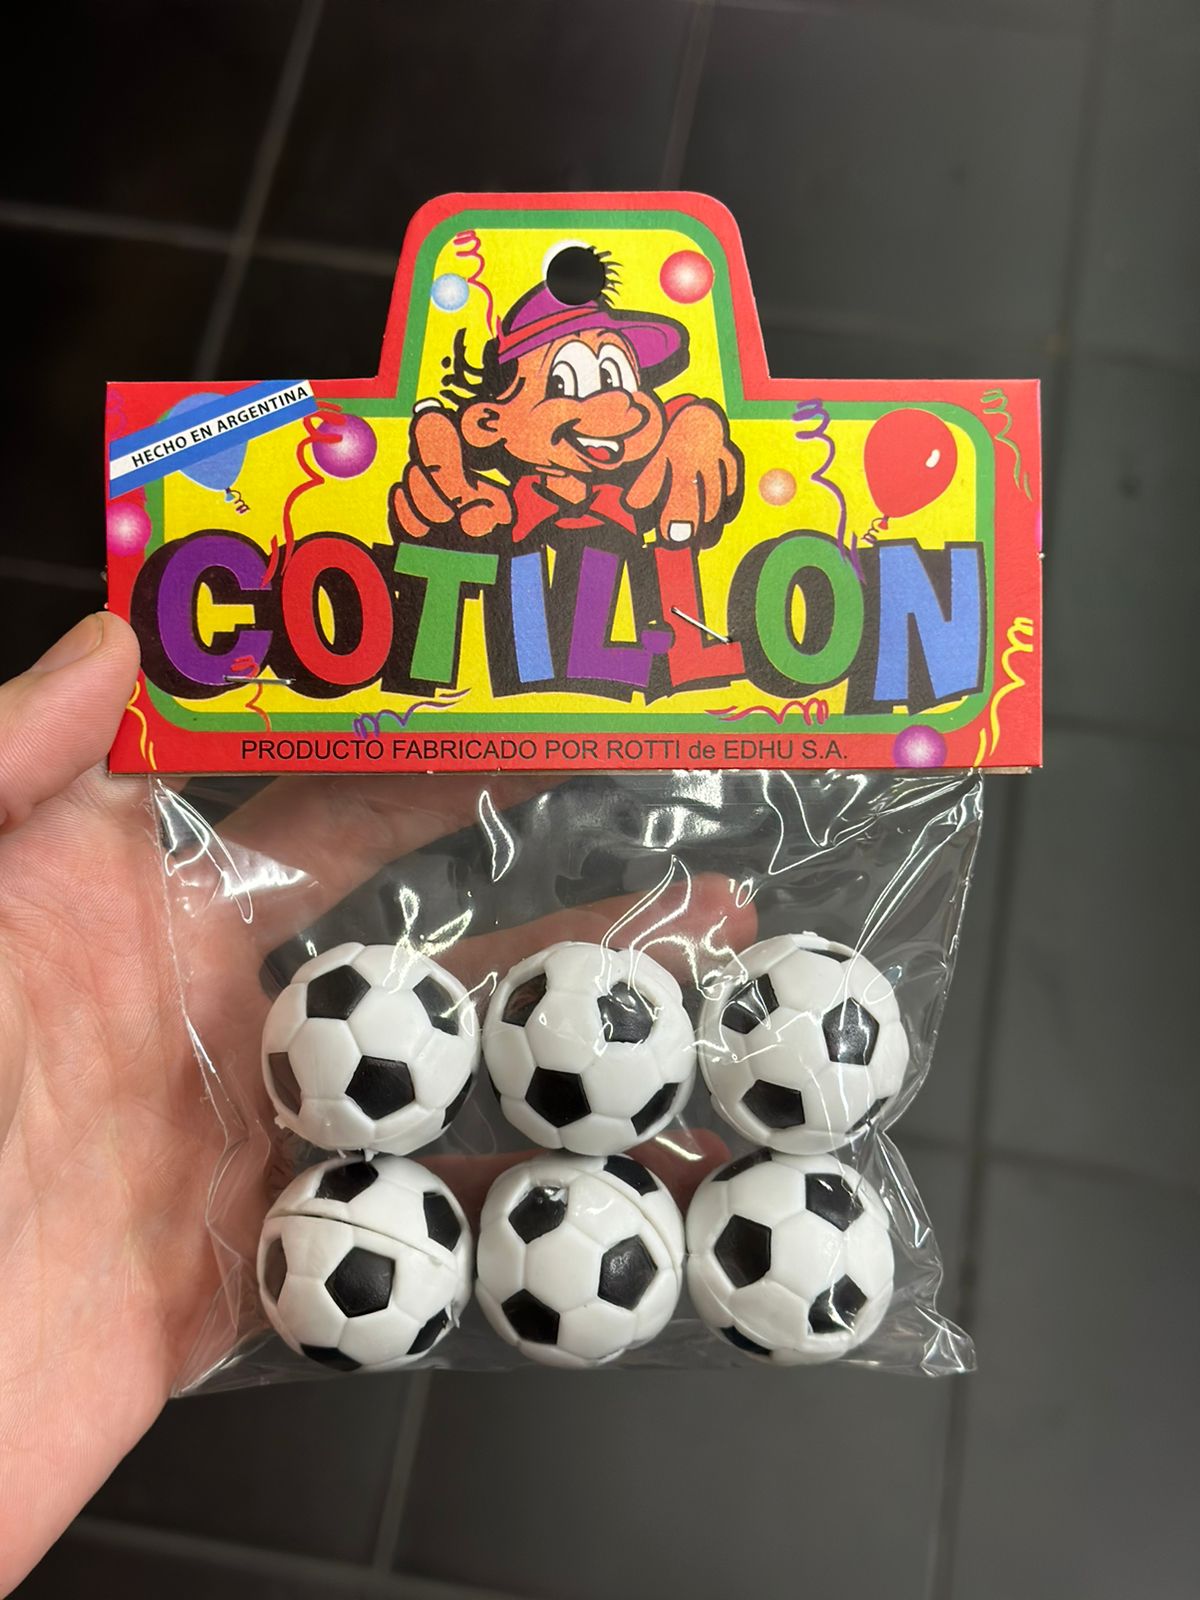 HECHO EN ARGENTINA
COTILLON
PRODUCTO FABRICADO POR ROTTI de EDHU S.A.